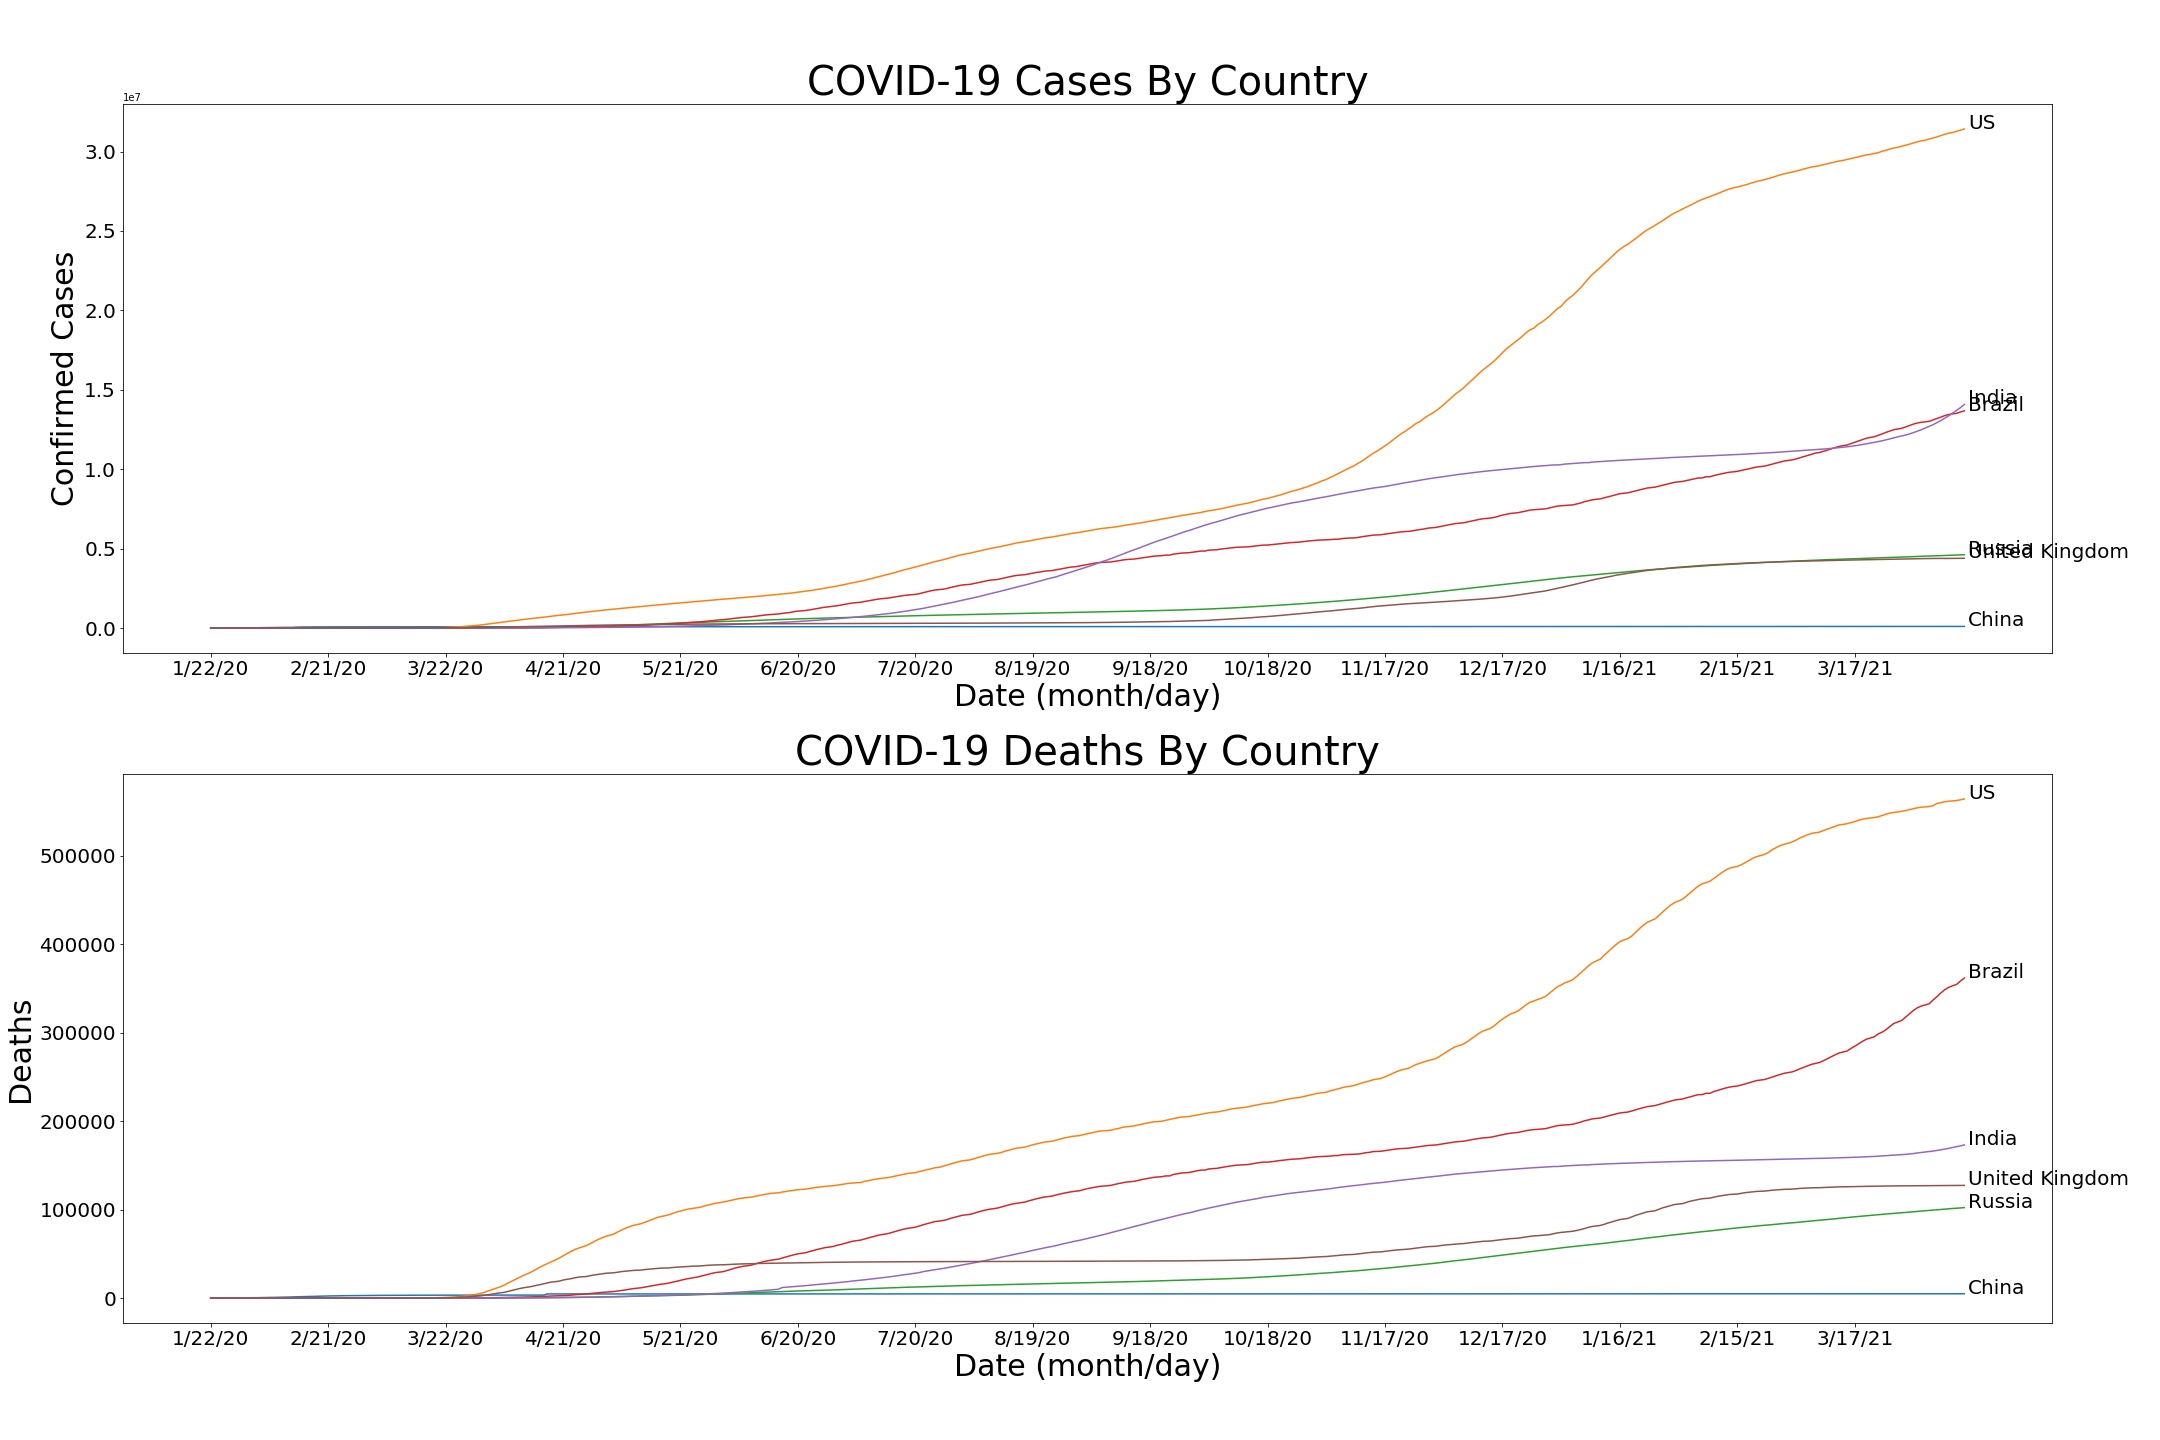 COVID-19 Cases By Country
1e7
3.0
2.5
2.0
1.5
1.0
0.5
0.0
Confirmed Cases
US
India
Brazil
Russia
United Kingdom
China
1/22/20 2/21/20 3/22/20 4/21/20 5/21/20 6/20/20 7/20/20 8/19/20 9/18/20 10/18/20 11/17/20 12/17/20 1/16/21 2/15/21 3/17/21
Date (month/day)
COVID-19 Deaths By Country
500000
400000
300000
200000
100000
0
Deaths
US
Brazil
India
United Kingdom
Russia
China
1/22/20 2/21/20 3/22/20 4/21/20 5/21/20 6/20/20 7/20/20 8/19/20 9/18/20 10/18/20 11/17/20 12/17/20 1/16/21 2/15/21 3/17/21
Date (month/day)